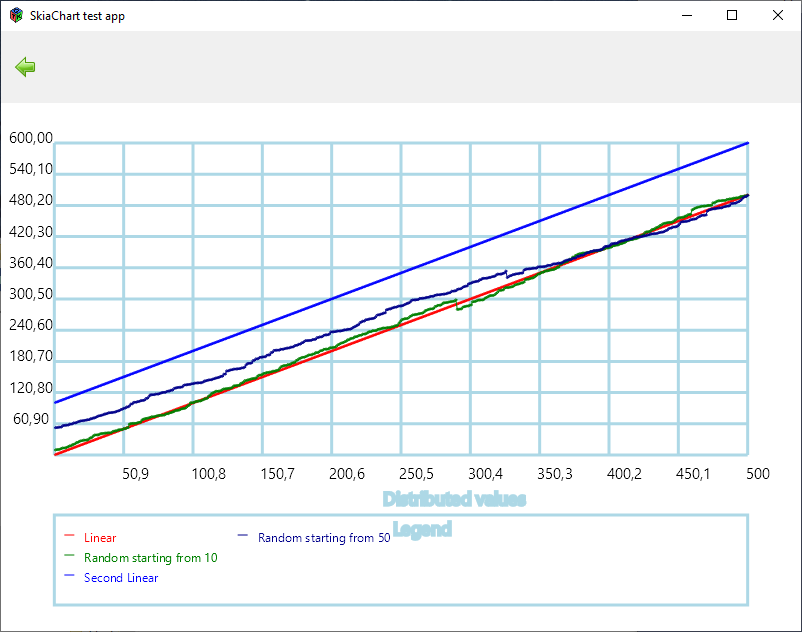 SkiaChart test app
600,00
540,10
480,20
420,30
360,40
300,50
240,60
180,70
120,80
60,90
50,9 100,8 150,7 200,6 250,5 300,4 350,3 400,2 450,1 500
Distributed values
Legend
Linear Random starting from 50
Random starting from 10
Second Linear